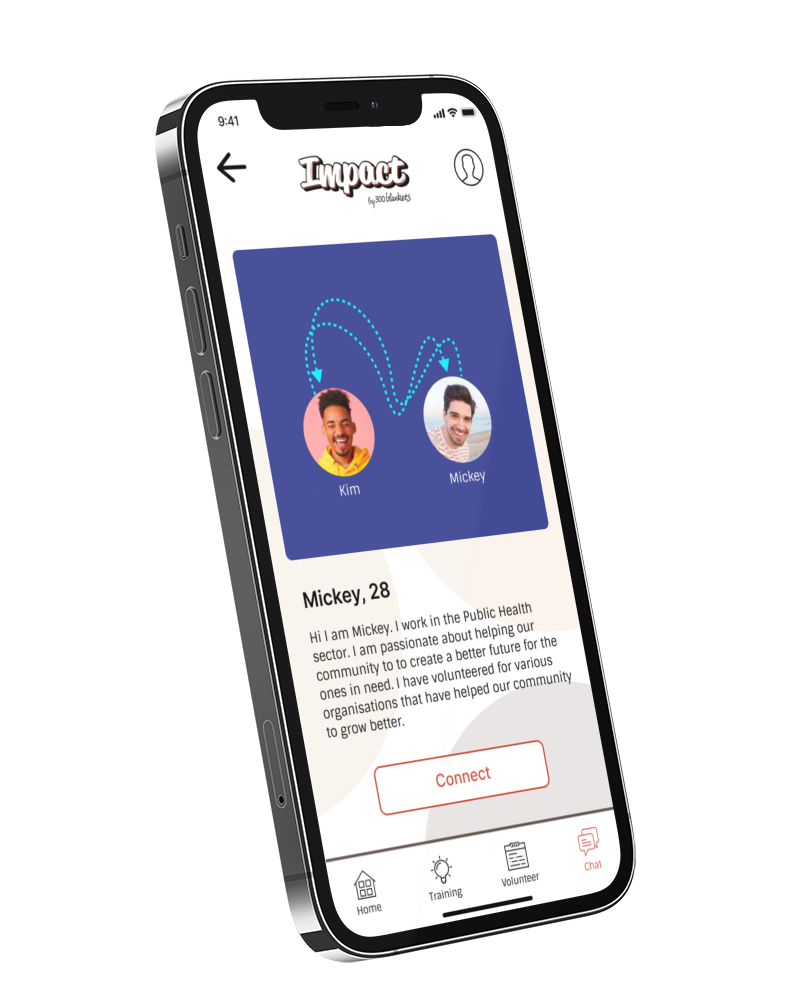 9:41
Impact
by 300 blankets
Kim
Mickey
Mickey, 28
Hi I am Mickey. I work in the Public Health
sector. I am passionate about helping our
community to to create a better future for the
ones in need. I have volunteered for various
organisations that have helped our community
to grow better.
Connect
Home
Training
Volunteer
Chat